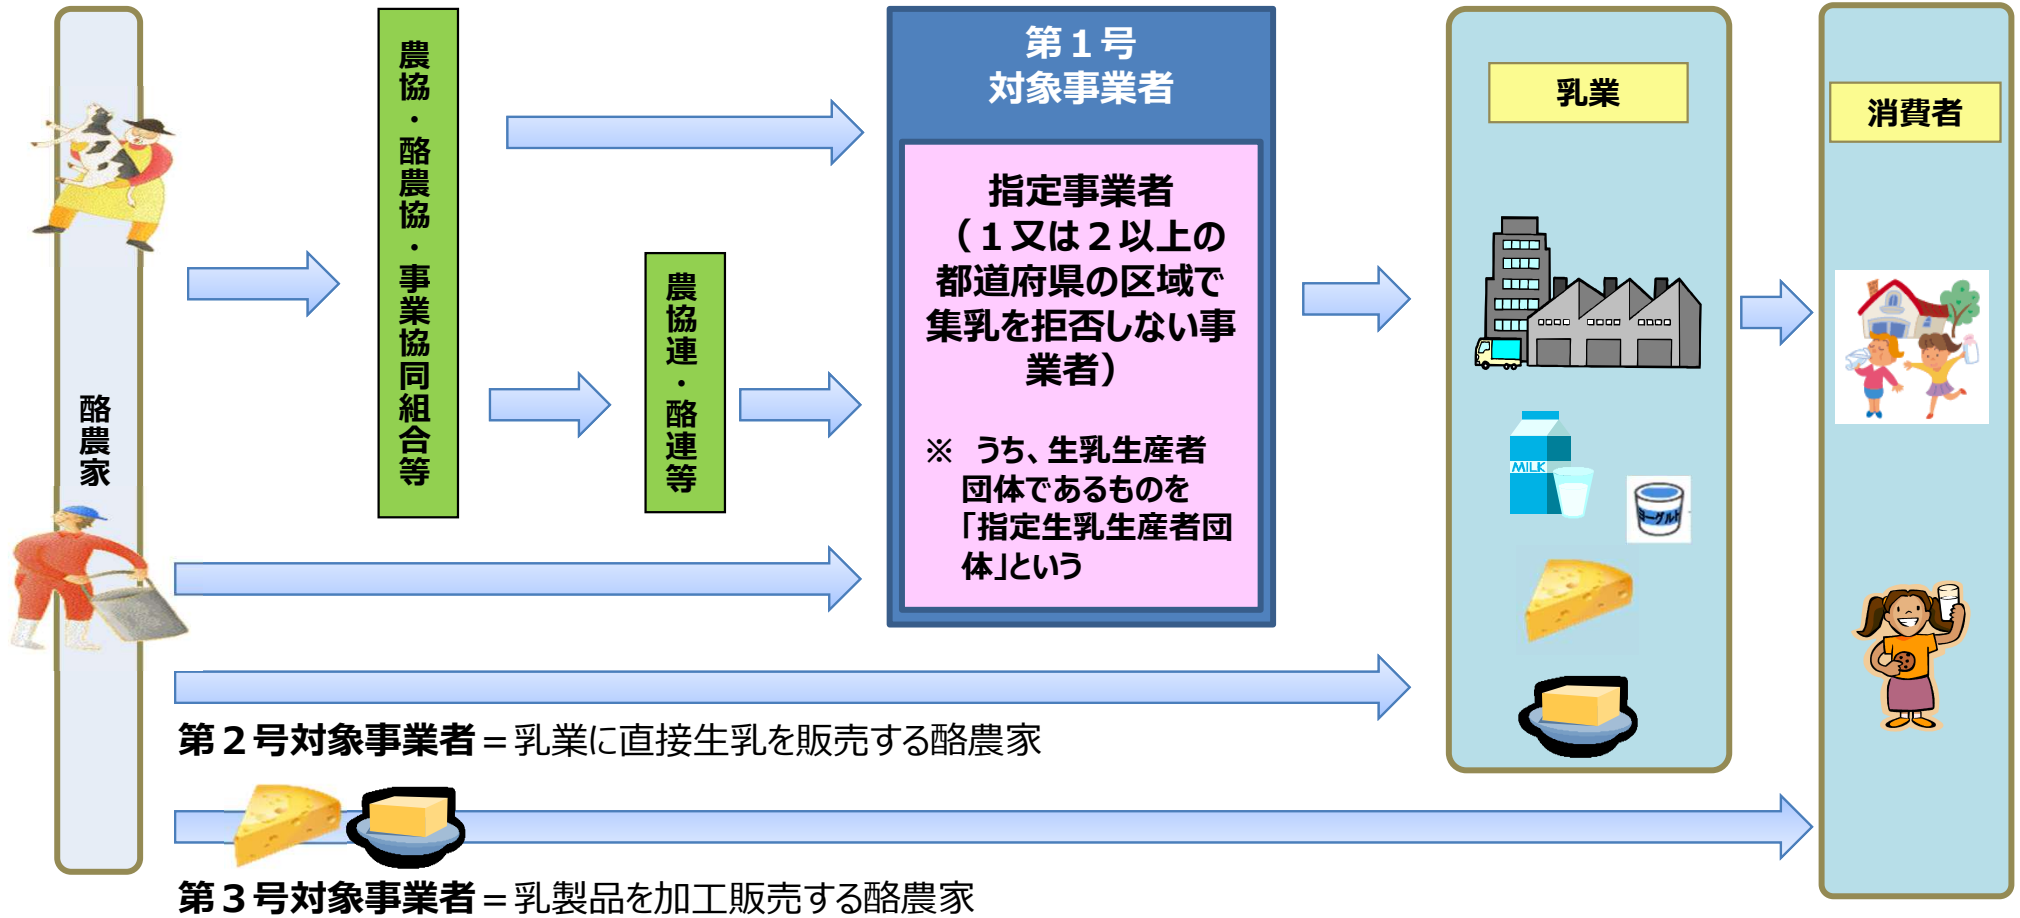 酪農家
農協・酪農協・事業協同組合等
農協連・酪連等
第１号
対象事業者
指定事業者
（１又は２以上の
都道府県の区域で
集乳を拒否しない事
業者）
※　うち、生乳生産者
団体であるものを
「指定生乳生産者団
体」という
乳業
MILK
ヨーグルト
消費者
第２号対象事業者＝乳業に直接生乳を販売する酪農家
第３号対象事業者＝乳製品を加工販売する酪農家